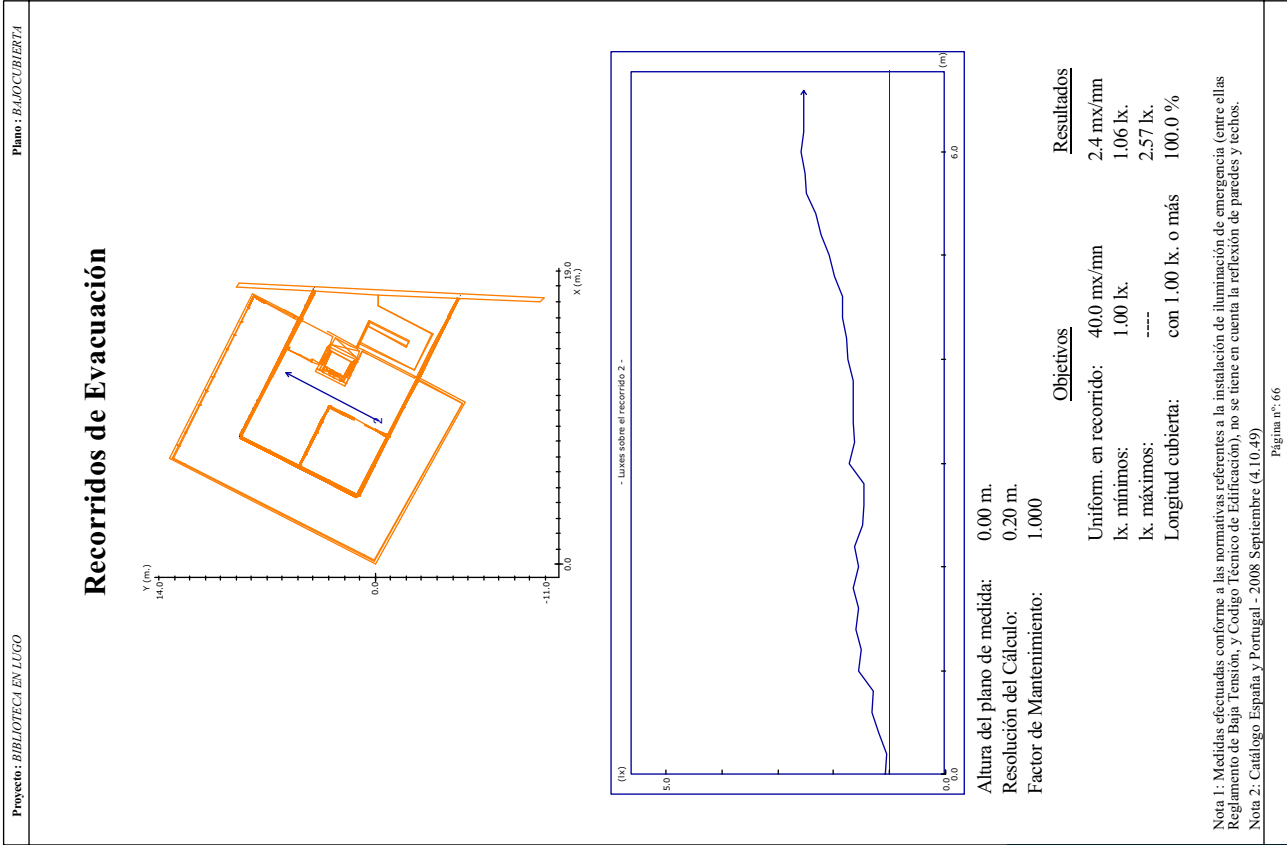 Proyecto : BIBLIOTECA EN LUGO
Plano : BAJOCUBIERTA
Recorridos de Evacuación
Y (m.)
14.0
0.0
-11.0
0.0
19.0
X (m.)
2
- Luxes sobre el recorrido 2 -
(lx)
5.0
0.0
0.0
6.0
(m)
Altura del plano de medida: 0.00 m.
Resolución del Cálculo: 0.20 m.
Factor de Mantenimiento: 1.000
Objetivos Resultados
Uniform. en recorrido: 40.0 mx/mn 2.4 mx/mn
lx. mínimos: 1.00 lx. 1.06 lx.
lx. máximos: ---- 2.57 lx.
Longitud cubierta: con 1.00 lx. o más 100.0 %
Nota 1: Medidas efectuadas conforme a las normativas referentes a la instalación de iluminación de emergencia (entre ellas
Reglamento de Baja Tensión, y Codigo Técnico de Edificación), no se tiene en cuenta la reflexión de paredes y techos.
Nota 2: Catálogo España y Portugal - 2008 Septiembre (4.10.49)
Página nº: 66